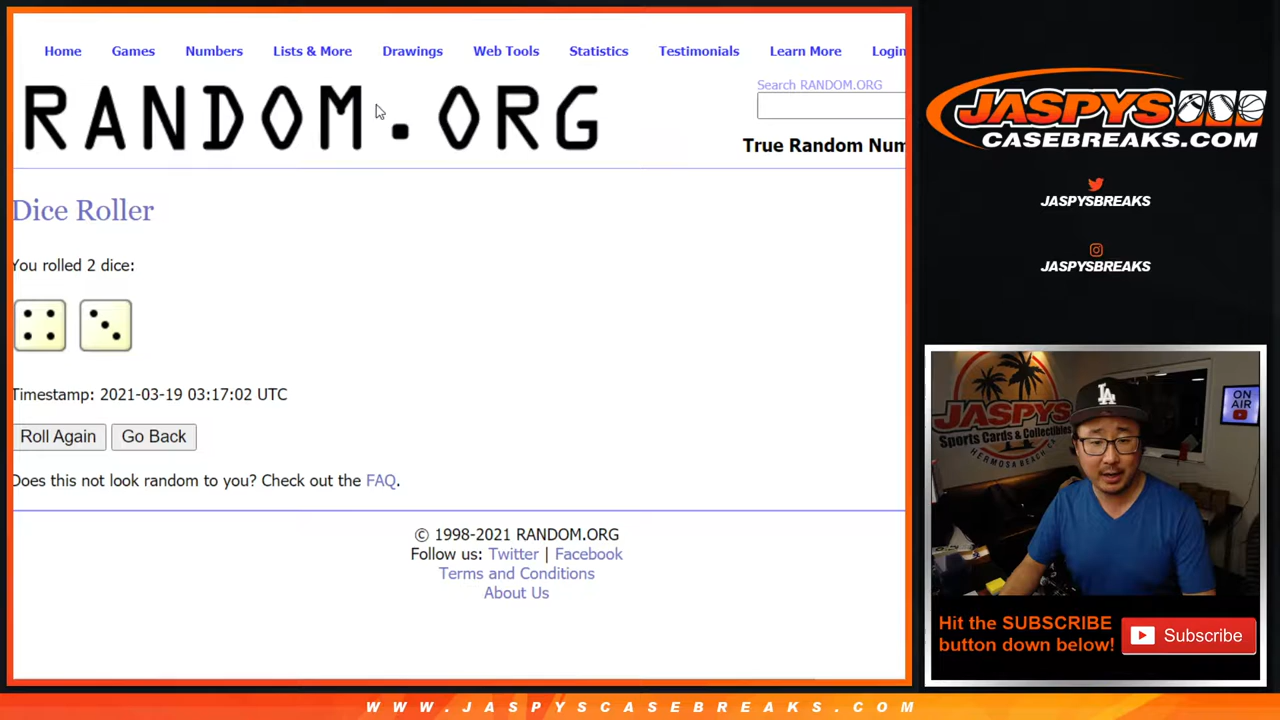 Home Games Numbers Lists & More Drawings Web Tools Statistics Testimonials Learn More Login
RANDOM.ORG
Search RANDOM.ORG
True Random Num
Dice Roller
You rolled 2 dice:
Timestamp: 2021-03-19 03:17:02 UTC
Roll Again Go Back
Does this not look random to you? Check out the FAQ.
© 1998-2021 RANDOM.ORG
Follow us: Twitter | Facebook
Terms and Conditions
About Us
JASPYS
CASEBREAKS.COM
JASPYSBREAKS
JASPYSBREAKS
JASPYS
Sports Cards & Collectibles
HERMOSA BEACH, CA
LA
ON
AIR
Hit the SUBSCRIBE
button down below!
Subscribe
WWW.JASPYSCASEBREAKS.COM